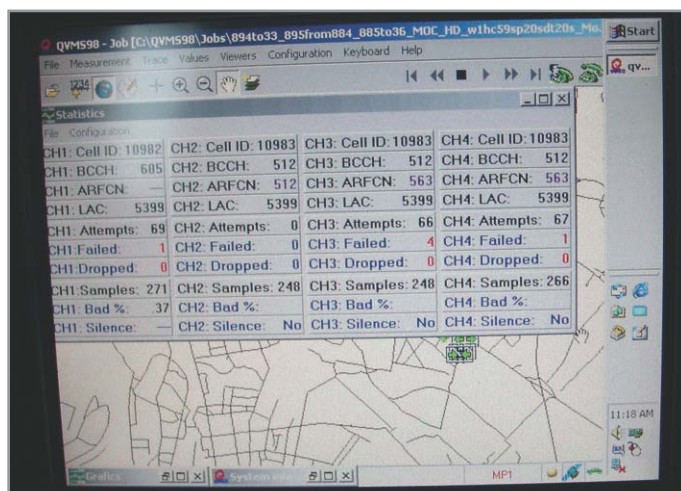 QVMS98 - Job [C:\QVMS98\Jobs\894to33_895from884_885to36_MOC_HD_w1hc59sp20sdt20s_Mo.
Start
File Measurement Trace Values Viewers Configuration Keyboard Help
qv...
1234
Statistics
File Configuration
CH1: Cell ID: 10982 CH2: Cell ID: 10983 CH3: Cell ID: 10983 CH4: Cell ID: 10983
CH1: BCCH: 605 CH2: BCCH: 512 CH3: BCCH: 512 CH4: BCCH: 512
CH1: ARFCN: — CH2: ARFCN: 512 CH3: ARFCN: 563 CH4: ARFCN: 563
CH1: LAC: 5399 CH2: LAC: 5399 CH3: LAC: 5399 CH4: LAC: 5399
CH1: Attempts: 69 CH2: Attempts: 0 CH3: Attempts: 66 CH4: Attempts: 67
CH1:Failed: 1 CH2: Failed: 0 CH3: Failed: 4 CH4: Failed: 1
CH1:Dropped: 0 CH2: Dropped: 0 CH3: Dropped: 0 CH4: Dropped: 0
CH1:Samples: 271 CH2: Samples: 248 CH3: Samples: 248 CH4: Samples: 266
CH1: Bad %: .37 CH2: Bad %: CH3: Bad %: CH4: Bad %:
CH1: Silence: — CH2: Silence: No CH3: Silence: No CH4: Silence: No
11:18 AM
Grafics
System info
MP1